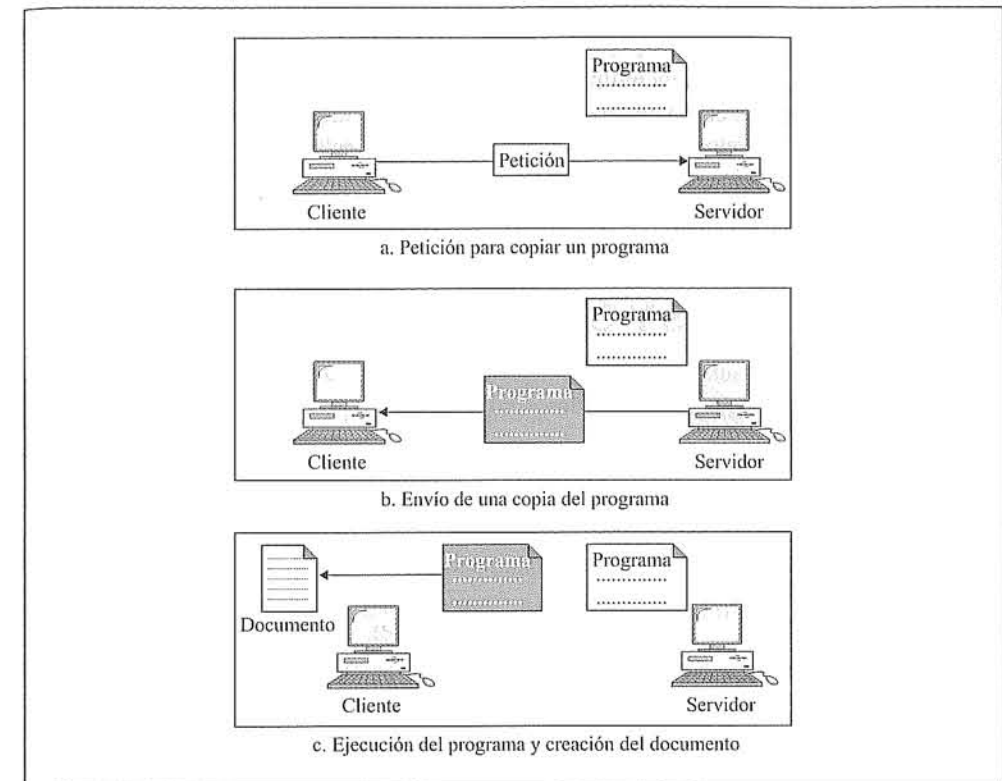 Programa
Petición
Cliente
Servidor
a. Petición para copiar un programa
Programa
Programa
Cliente
Servidor
b. Envío de una copia del programa
Programa
Programa
Documento
Cliente
Servidor
c. Ejecución del programa y creación del documento